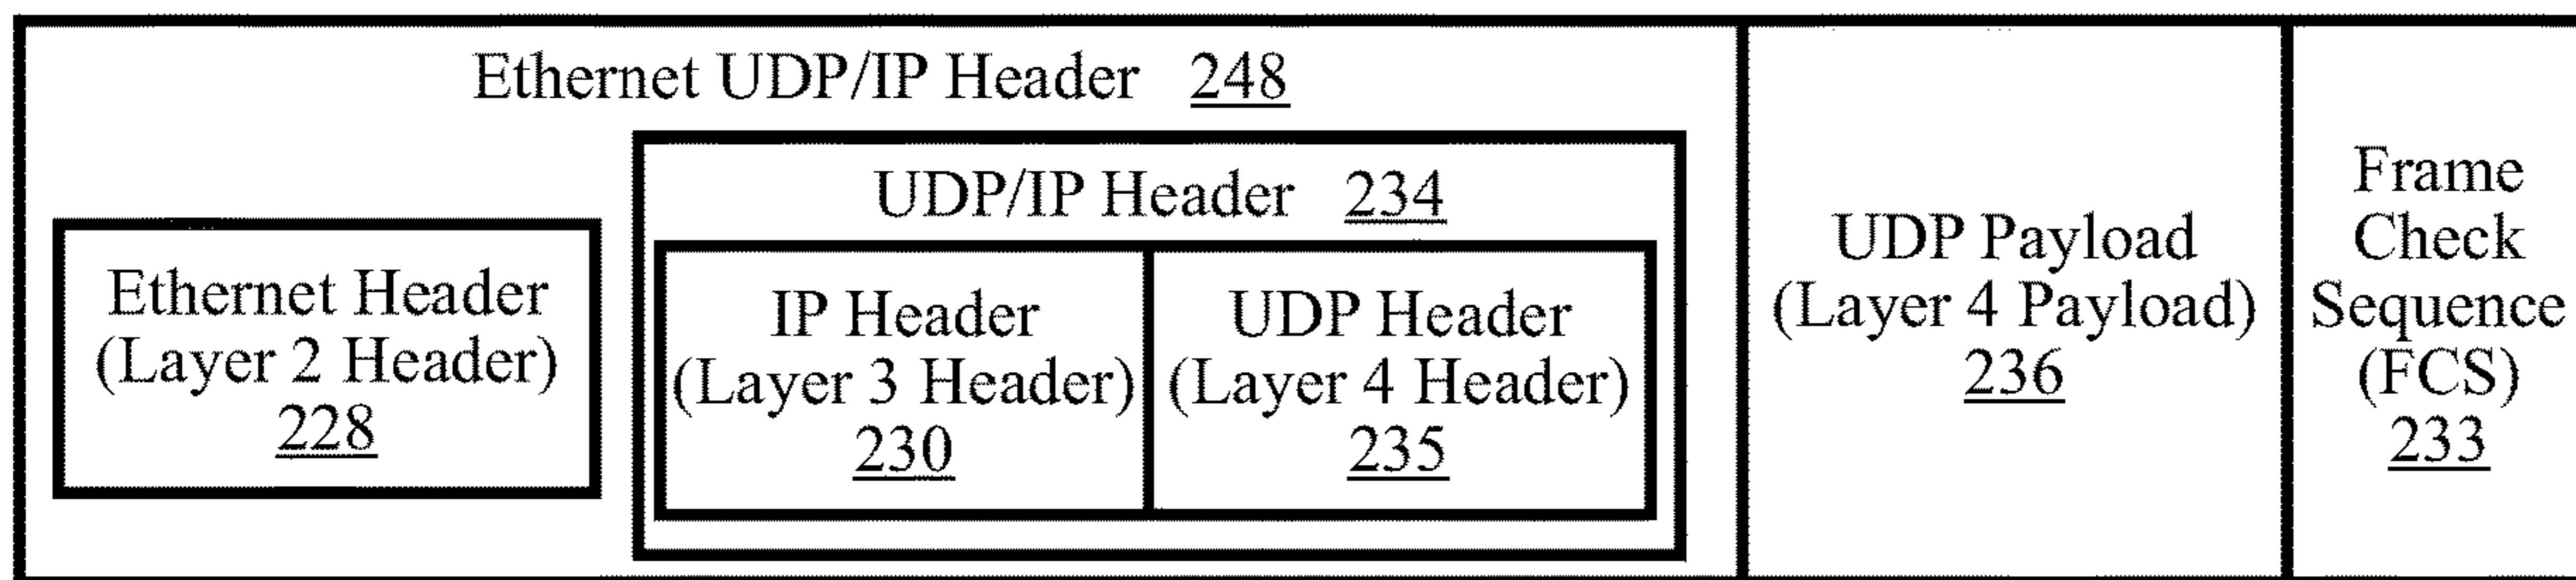 Ethernet UDP/IP Header 248
UDP/IP Header 234
Ethernet Header
(Layer 2 Header)
228
IP Header
(Layer 3 Header)
230
UDP Header
(Layer 4 Header)
235
UDP Payload
(Layer 4 Payload)
236
Frame
Check
Sequence
(FCS)
233